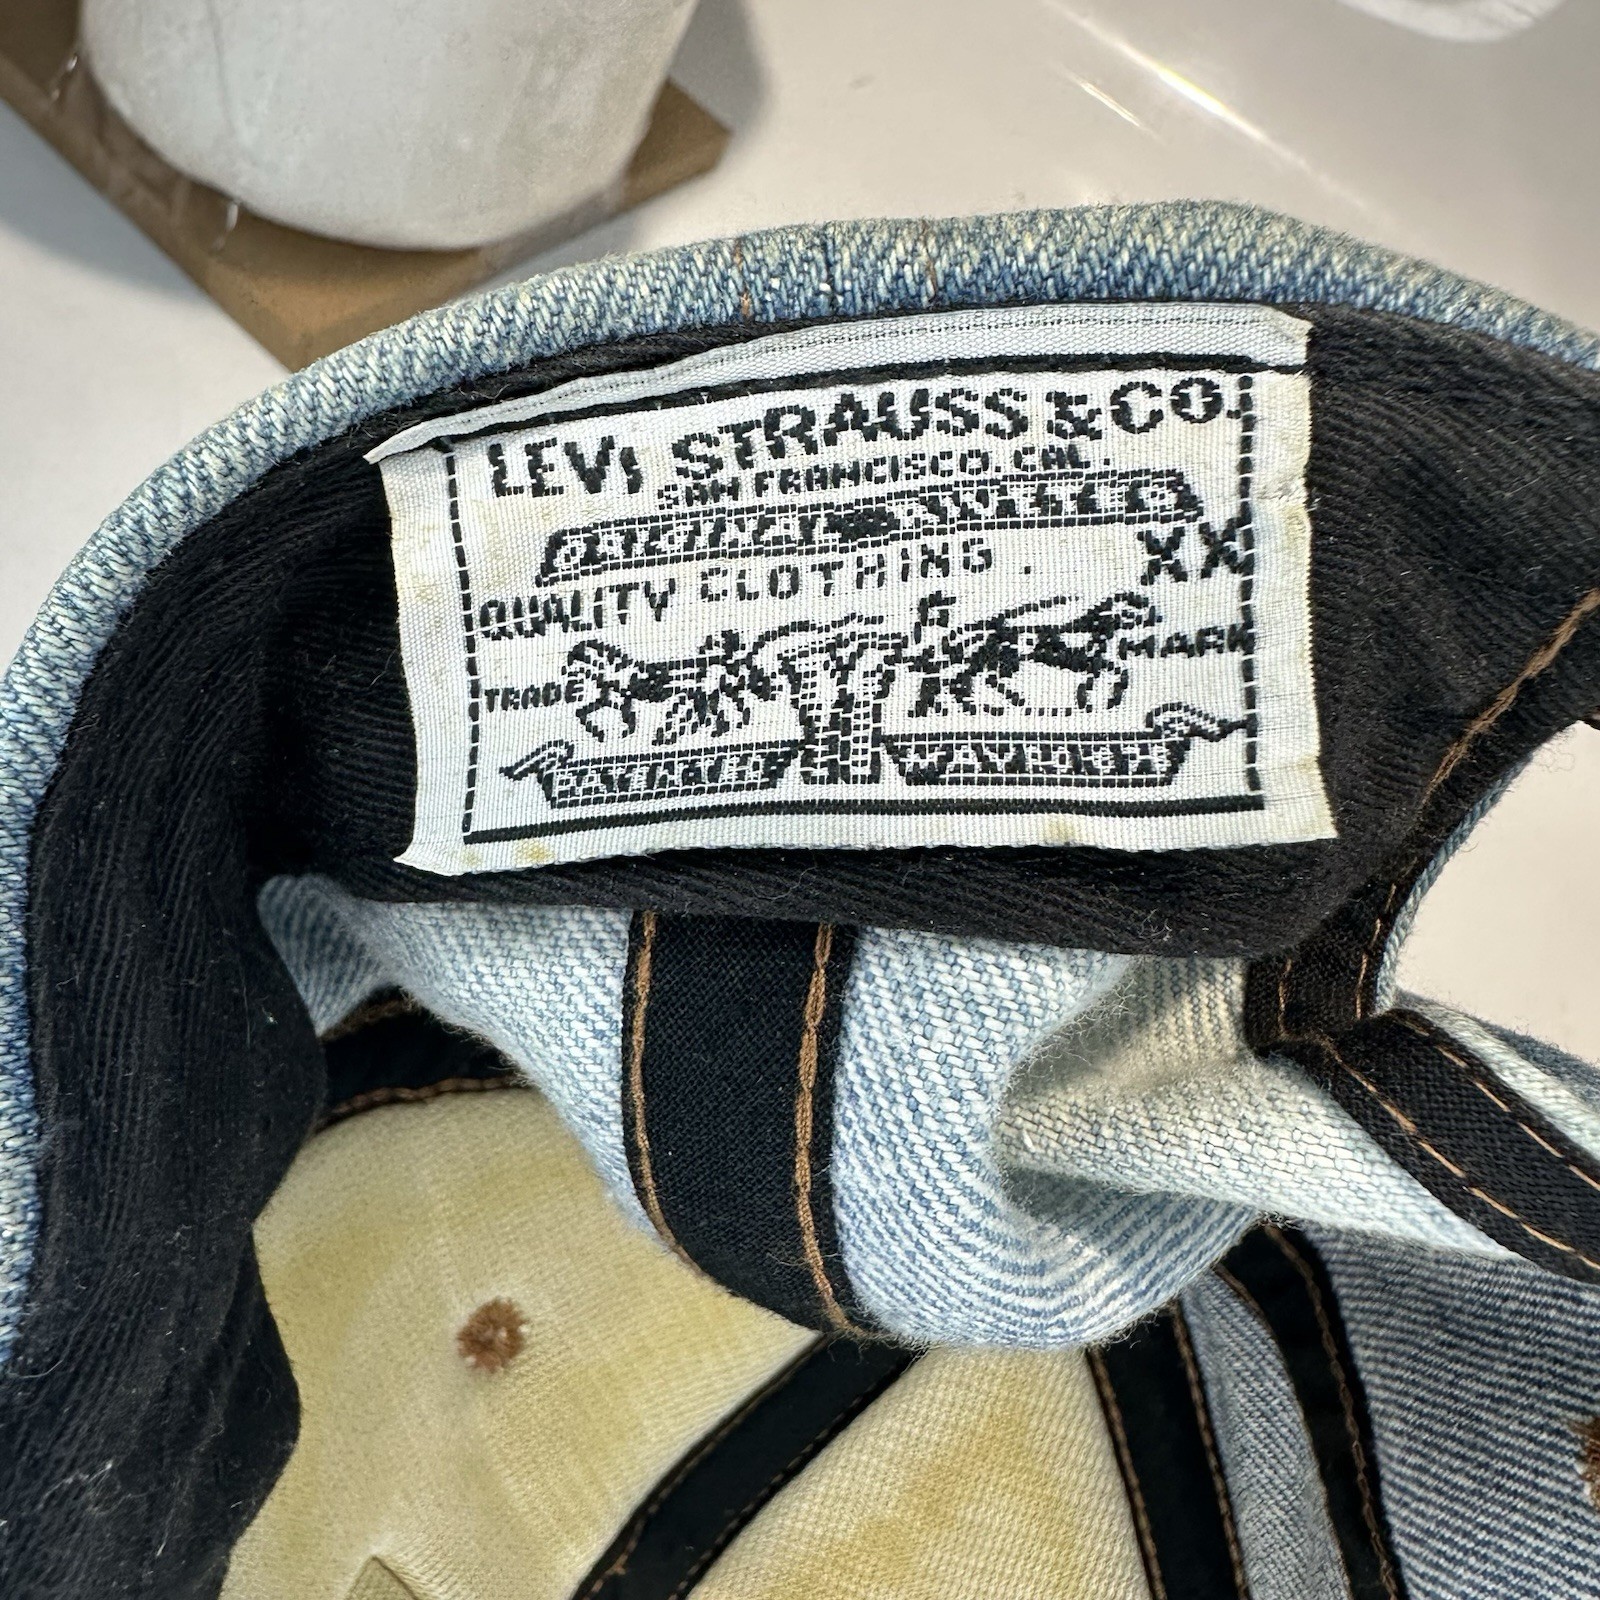 LEVI STRAUSS & CO.
SAN FRANCISCO, CAL.
QUALITY CLOTHING . XX
TRADE MARK